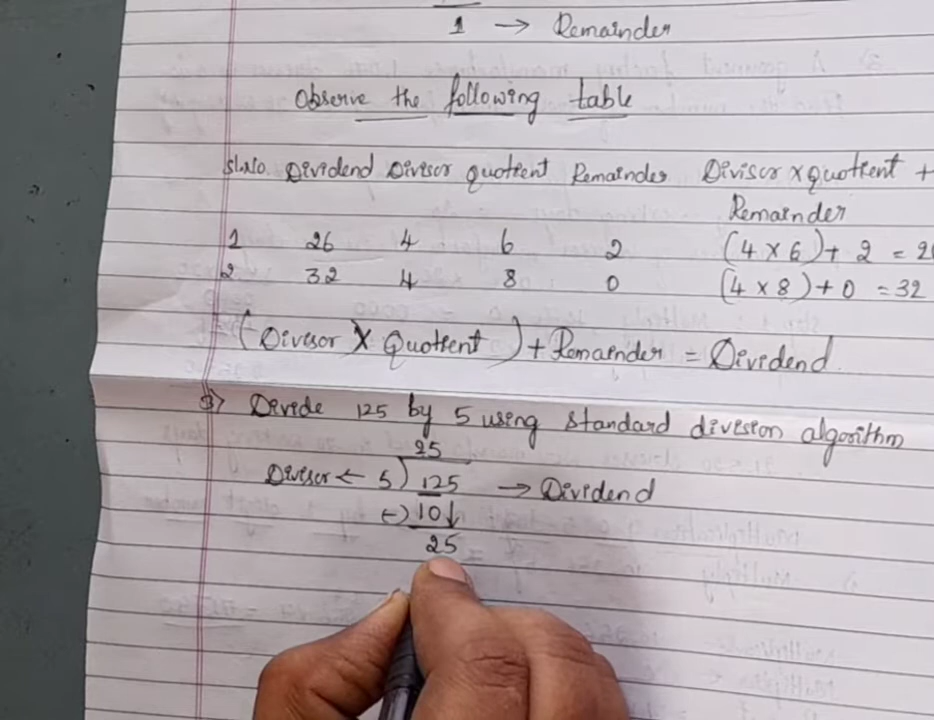 1 → Remainder
Observe the following table
Sl.No. Dividend Divisor quotient Remainder Divisor x quotient +
Remainder
1 26 4 6 2 (4 x 6) + 2 = 2
2 32 4 8 0 (4 x 8) + 0 = 32
(Divisor X Quotient) + Remainder = Dividend.
3) Divide 125 by 5 using standard division algorithm
25
Divisor ← 5) 125 → Dividend
(-) 10↓
25